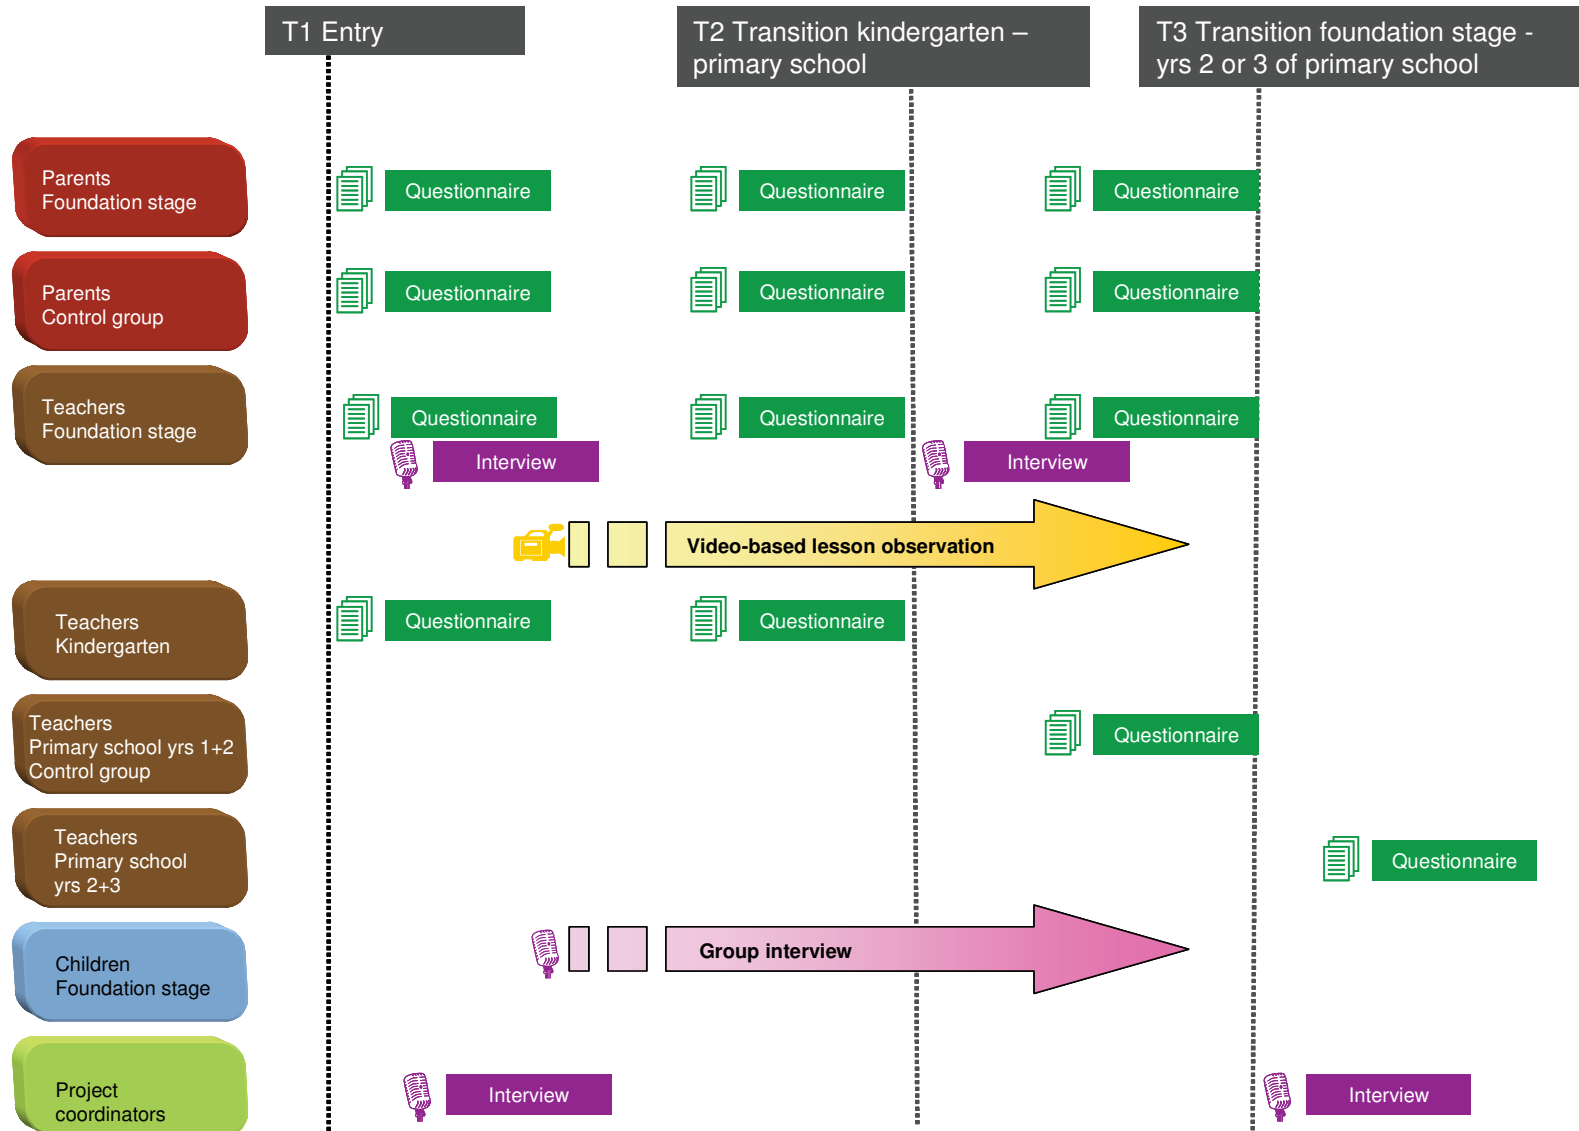 T1 Entry
T2 Transition kindergarten –
primary school
T3 Transition foundation stage -
yrs 2 or 3 of primary school
Parents
Foundation stage
Questionnaire
Questionnaire
Questionnaire
Parents
Control group
Questionnaire
Questionnaire
Questionnaire
Teachers
Foundation stage
Questionnaire
Questionnaire
Questionnaire
Interview
Interview
Video-based lesson observation
Teachers
Kindergarten
Questionnaire
Questionnaire
Teachers
Primary school yrs 1+2
Control group
Questionnaire
Teachers
Primary school
yrs 2+3
Questionnaire
Children
Foundation stage
Group interview
Project
coordinators
Interview
Interview